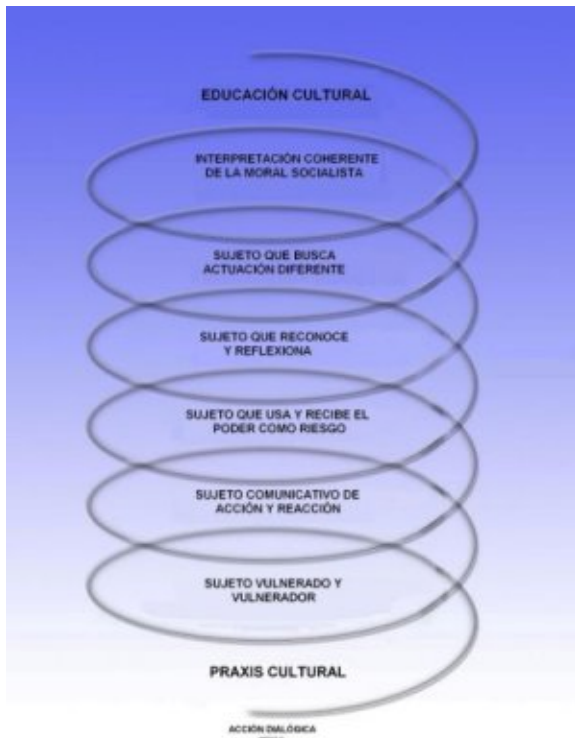 EDUCACIÓN CULTURAL
INTERPRETACIÓN COHERENTE
DE LA MORAL SOCIALISTA
SUJETO QUE BUSCA
ACTUACIÓN DIFERENTE
SUJETO QUE RECONOCE
Y REFLEXIONA
SUJETO QUE USA Y RECIBE EL
PODER COMO RIESGO
SUJETO COMUNICATIVO DE
ACCIÓN Y REACCIÓN
SUJETO VULNERADO Y
VULNERADOR
PRAXIS CULTURAL
ACCIÓN DIALÓGICA